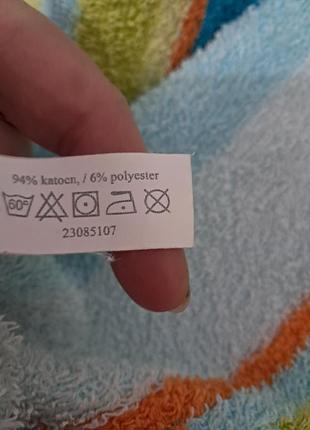 94% katoen, / 6% polyester
60°
23085107